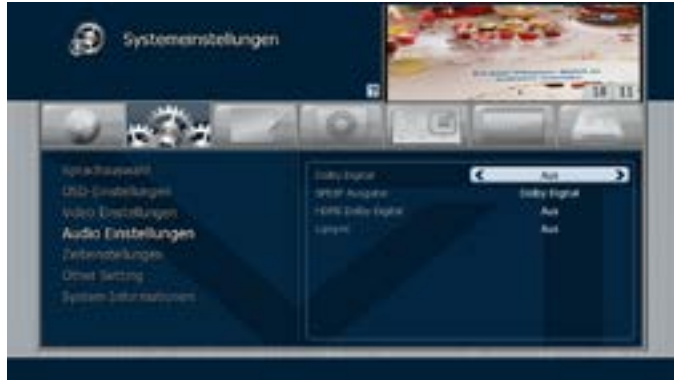 Systemeinstellungen
?
18 11
Sprachauswahl
OSD-Einstellungen
Video Einstellungen
Audio Einstellungen
Zeiteinstellungen
Other Setting
System Informationen
Dolby Digital Aus
SPDIF Ausgabe Dolby Digital
HDMI Dolby Digital Aus
Lipsync Aus